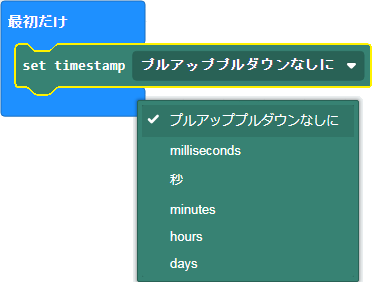 最初だけ
set timestamp プルアッププルダウンなしに
プルアッププルダウンなしに
milliseconds
秒
minutes
hours
days